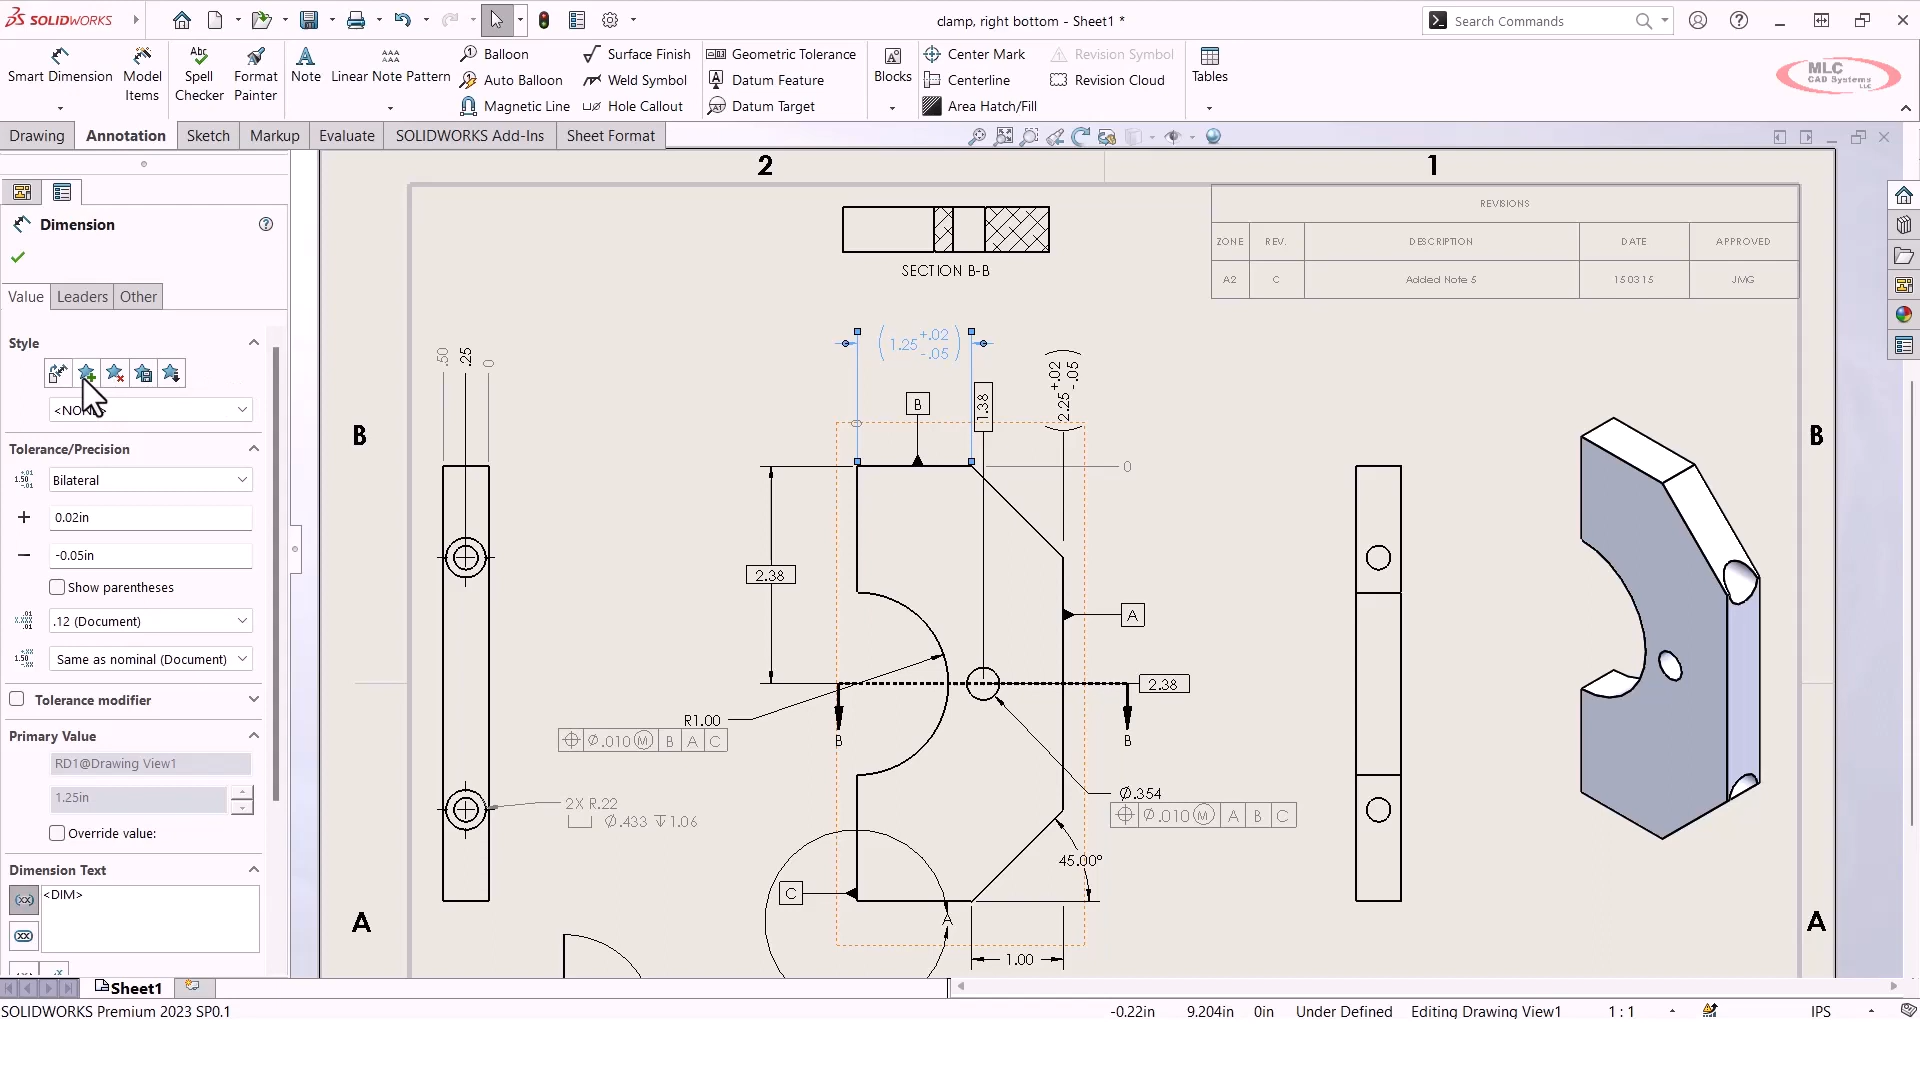 SOLIDWORKS
clamp, right bottom - Sheet1 *
Search Commands
Smart Dimension
Model Items
Spell Checker
Format Painter
Note
Linear Note Pattern
Balloon
Auto Balloon
Magnetic Line
Surface Finish
Weld Symbol
Hole Callout
Geometric Tolerance
Datum Feature
Datum Target
Blocks
Center Mark
Centerline
Area Hatch/Fill
Revision Symbol
Revision Cloud
Tables
MLC
CAD Systems
LLC
Drawing Annotation Sketch Markup Evaluate SOLIDWORKS Add-Ins Sheet Format
Dimension
Value Leaders Other
Style
Tolerance/Precision
Bilateral
+ 0.02in
− -0.05in
Show parentheses
.12 (Document)
Same as nominal (Document)
Tolerance modifier
Primary Value
RD1@Drawing View1
1.25in
Override value:
Dimension Text
<DIM>
(xx)
2 1
REVISIONS
ZONE REV. DESCRIPTION DATE APPROVED
A2 C Added Note 5 150315 JMG
SECTION B-B
(1.25 +.02 -.05)
.50
.25
0
B
1.38
(2.25 +.02 -.05)
B
B
0
2.38
A
2.38
R1.00
⌖ Ø.010 Ⓜ B A C
B
B
2X R.22
⌴ Ø.433 ↧1.06
Ø.354
⌖ Ø.010 Ⓜ A B C
45.00°
C
A
A
A
1.00
Sheet1
SOLIDWORKS Premium 2023 SP0.1
-0.22in 9.204in 0in Under Defined Editing Drawing View1 1 : 1 IPS